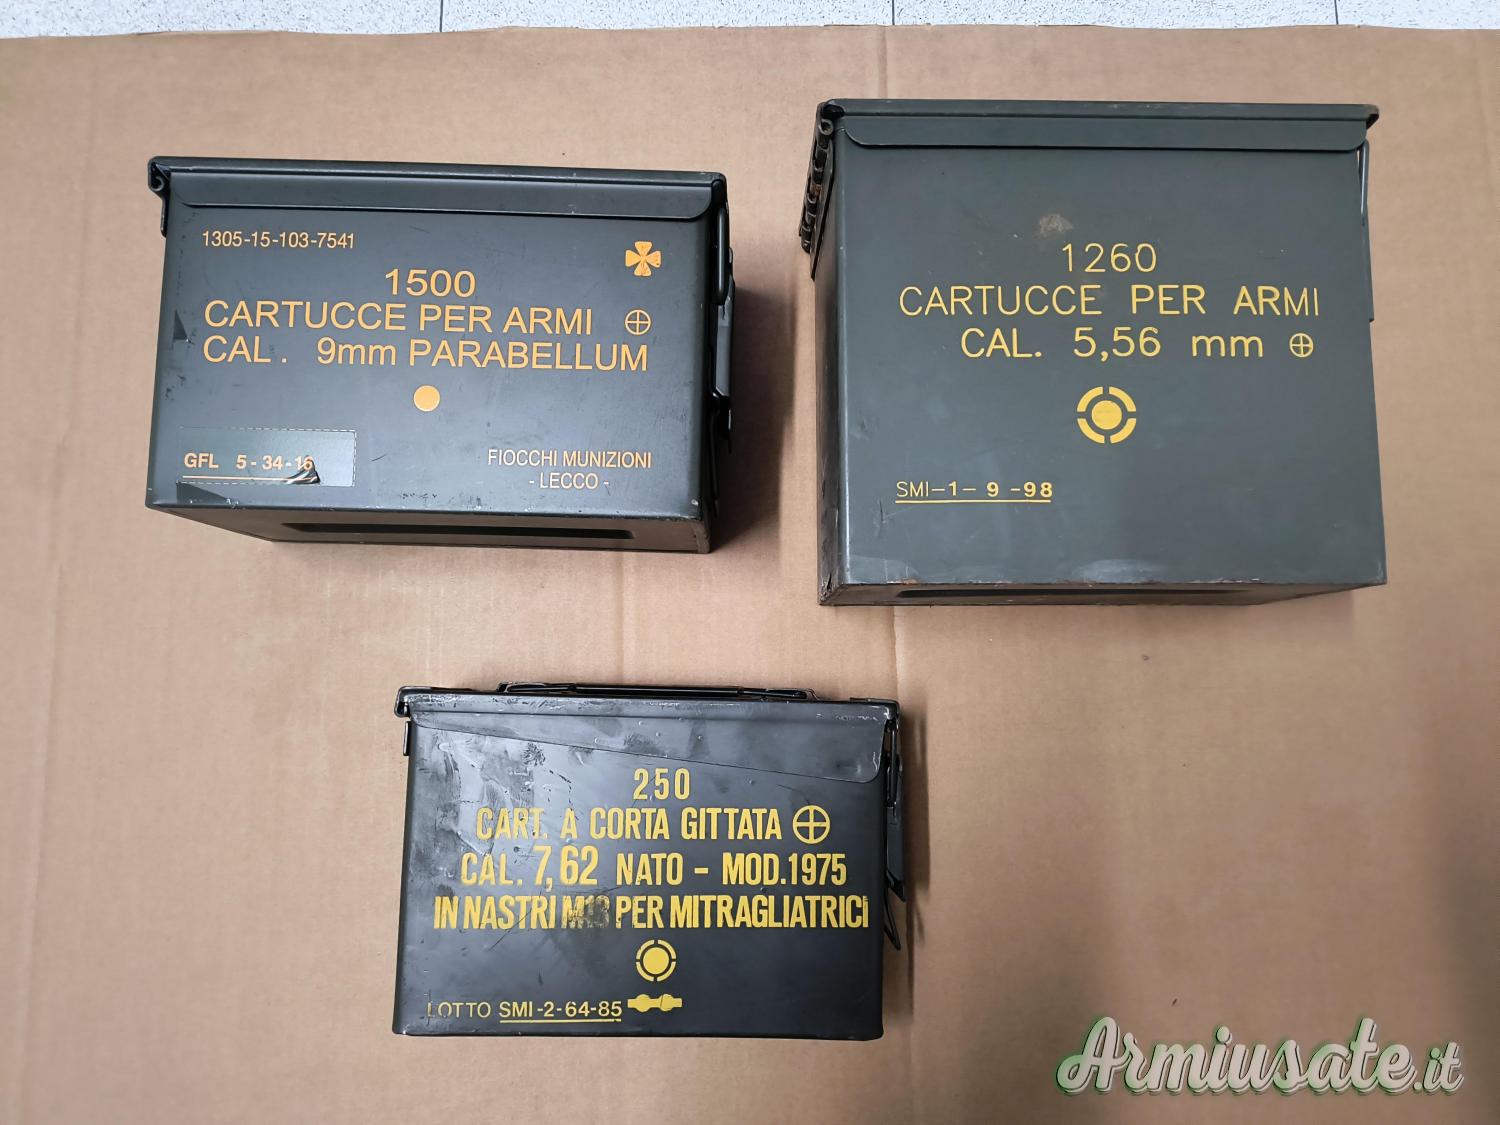 1305-15-103-7541
1500
CARTUCCE PER ARMI
CAL. 9mm PARABELLUM
GFL 5-34-16
FIOCCHI MUNIZIONI
- LECCO -
1260
CARTUCCE PER ARMI
CAL. 5,56 mm
SMI-1-9-98
250
CART. A CORTA GITTATA
CAL. 7,62 NATO - MOD.1975
IN NASTRI M13 PER MITRAGLIATRICI
LOTTO SMI-2-64-85
Armiusate.it